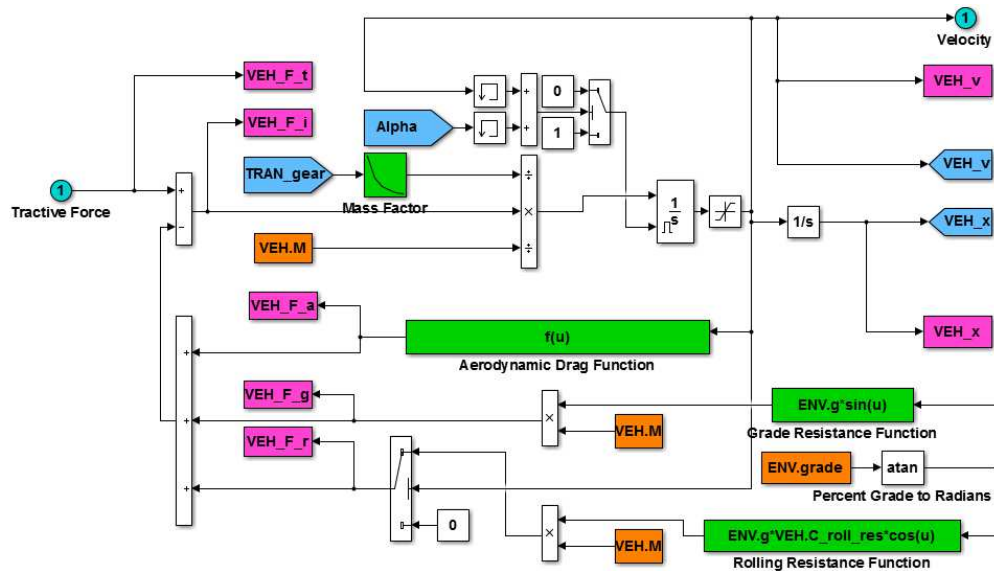 1
Velocity
VEH_F_t
VEH_v
+
0
VEH_F_i
Alpha
+
1
TRAN_gear
÷
VEH_v
1
Tractive Force
+
−
Mass Factor
×
1
s
1/s
VEH_x
VEH.M
÷
VEH_F_a
f(u)
VEH_x
+
Aerodynamic Drag Function
VEH_F_g
ENV.g*sin(u)
+
×
VEH.M
Grade Resistance Function
VEH_F_r
ENV.grade
atan
Percent Grade to Radians
+
0
×
VEH.M
ENV.g*VEH.C_roll_res*cos(u)
Rolling Resistance Function